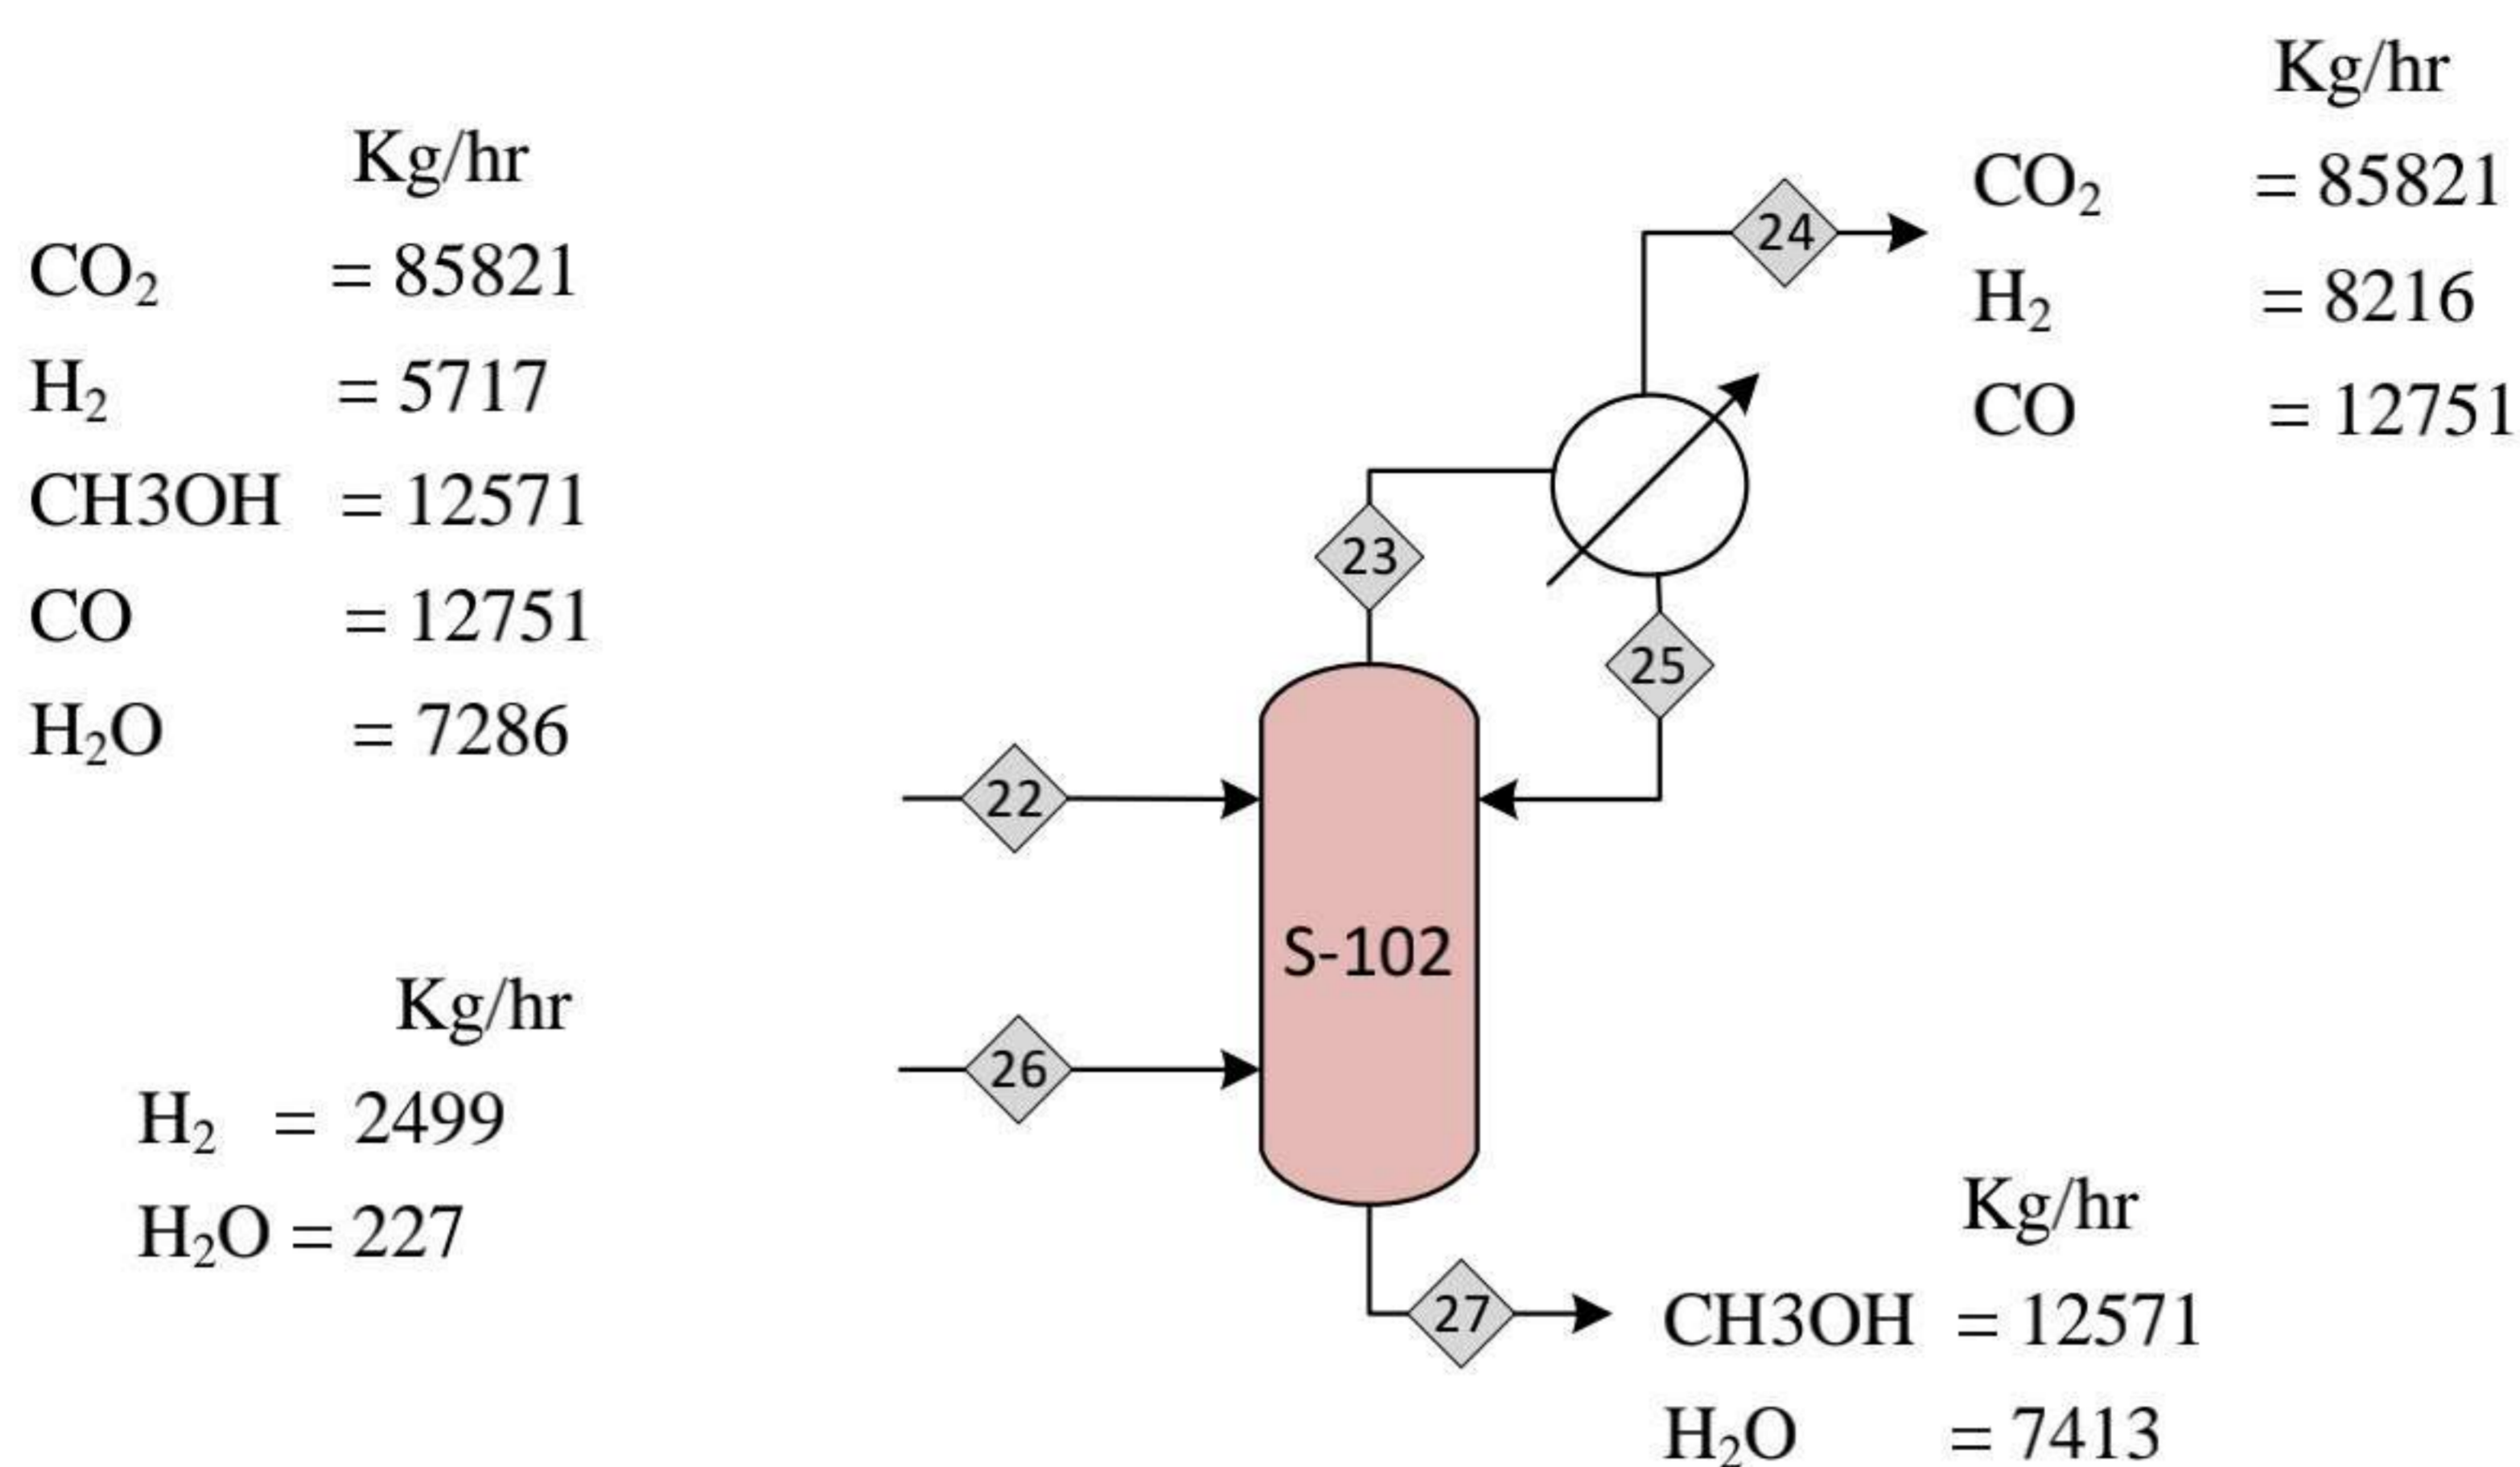 Kg/hr
CO₂ = 85821
H₂ = 5717
CH3OH = 12571
CO = 12751
H₂O = 7286
Kg/hr
H₂ = 2499
H₂O = 227
22
26
23
S-102
25
24
27
Kg/hr
CO₂ = 85821
H₂ = 8216
CO = 12751
Kg/hr
CH3OH = 12571
H₂O = 7413